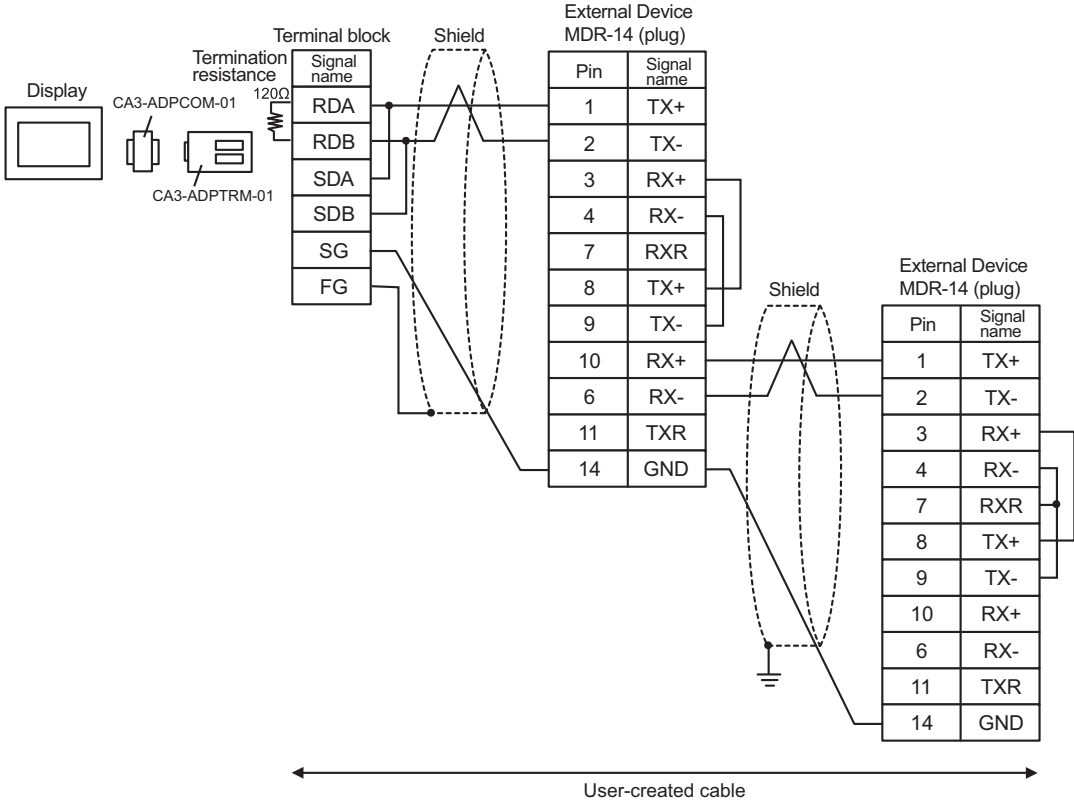 Display
CA3-ADPCOM-01
CA3-ADPTRM-01
Termination
resistance
120Ω
Terminal block
Signal
name
RDA
RDB
SDA
SDB
SG
FG
Shield
External Device
MDR-14 (plug)
Pin Signal
name
1 TX+
2 TX-
3 RX+
4 RX-
7 RXR
8 TX+
9 TX-
10 RX+
6 RX-
11 TXR
14 GND
Shield
External Device
MDR-14 (plug)
Pin Signal
name
1 TX+
2 TX-
3 RX+
4 RX-
7 RXR
8 TX+
9 TX-
10 RX+
6 RX-
11 TXR
14 GND
User-created cable